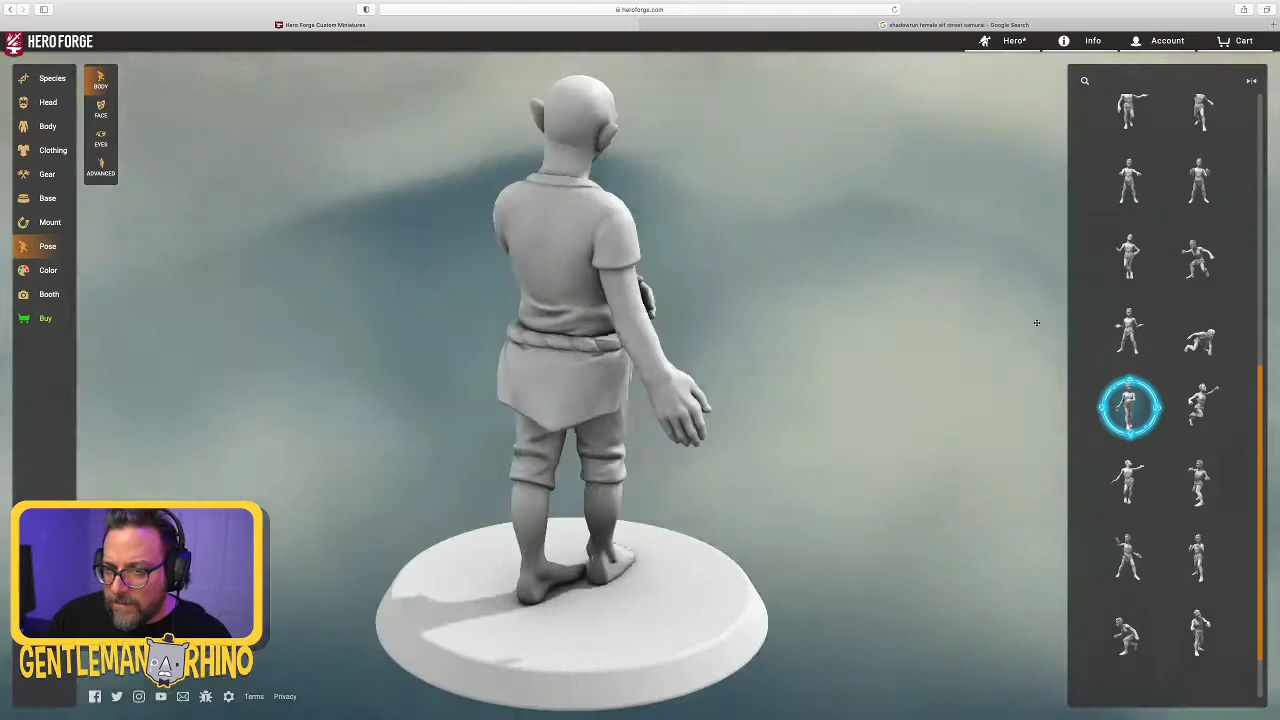 heroforge.com
Hero Forge Custom Miniatures
shadowrun female elf street samurai - Google Search
HERO FORGE
Hero*
Info
Account
Cart
Species
Head
Body
Clothing
Gear
Base
Mount
Pose
Color
Booth
Buy
BODY
FACE
EYES
ADVANCED
GENTLEMAN RHINO
Terms
Privacy